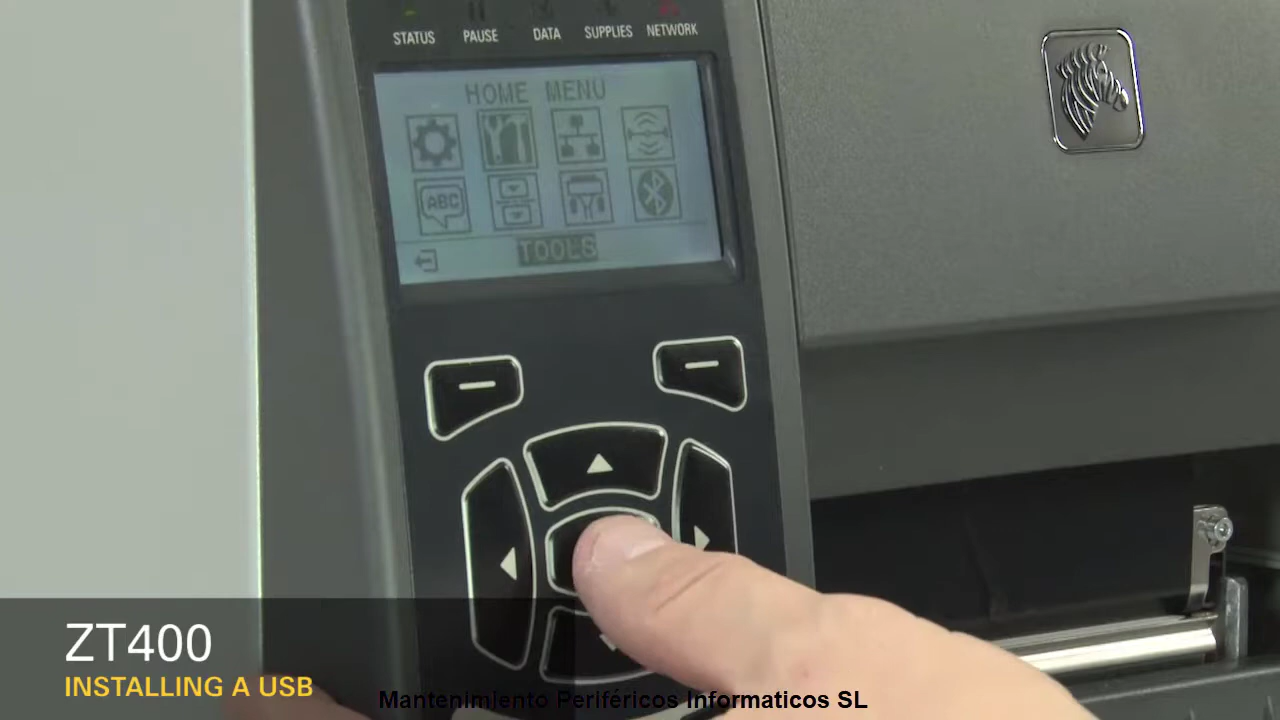 STATUS PAUSE DATA SUPPLIES NETWORK
HOME MENU
ABC
TOOLS
ZT400
INSTALLING A USB
Mantenimiento Periféricos Informaticos SL